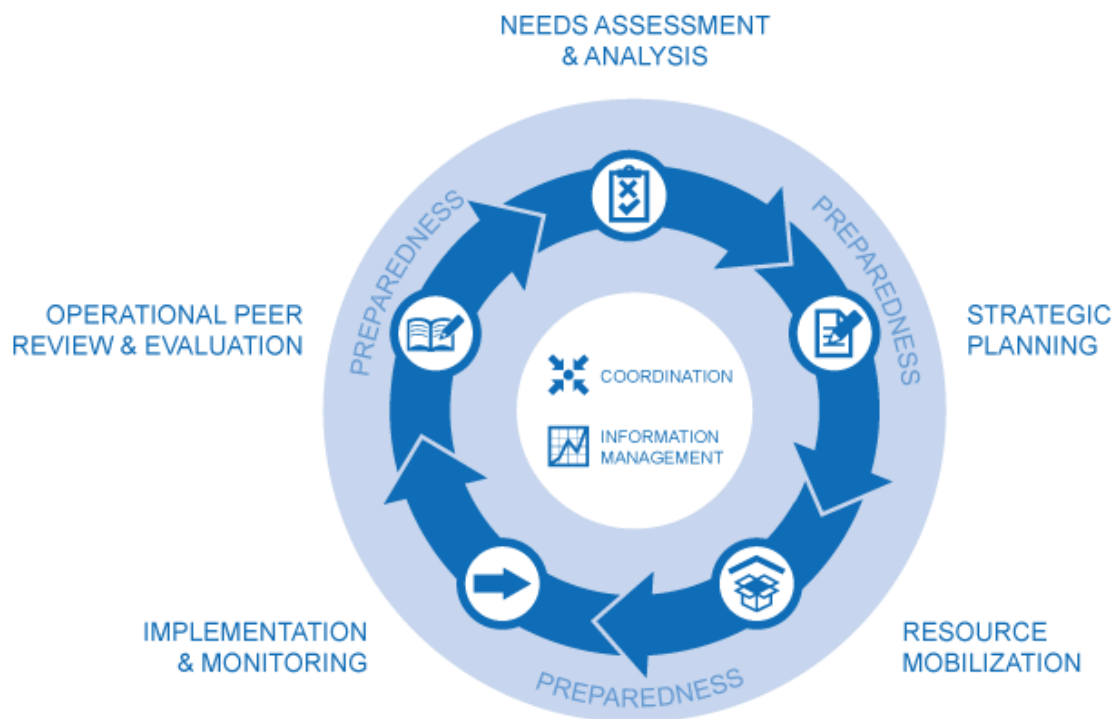 NEEDS ASSESSMENT
& ANALYSIS
PREPAREDNESS
PREPAREDNESS
OPERATIONAL PEER
REVIEW & EVALUATION
STRATEGIC
PLANNING
COORDINATION
INFORMATION
MANAGEMENT
IMPLEMENTATION
& MONITORING
RESOURCE
MOBILIZATION
PREPAREDNESS